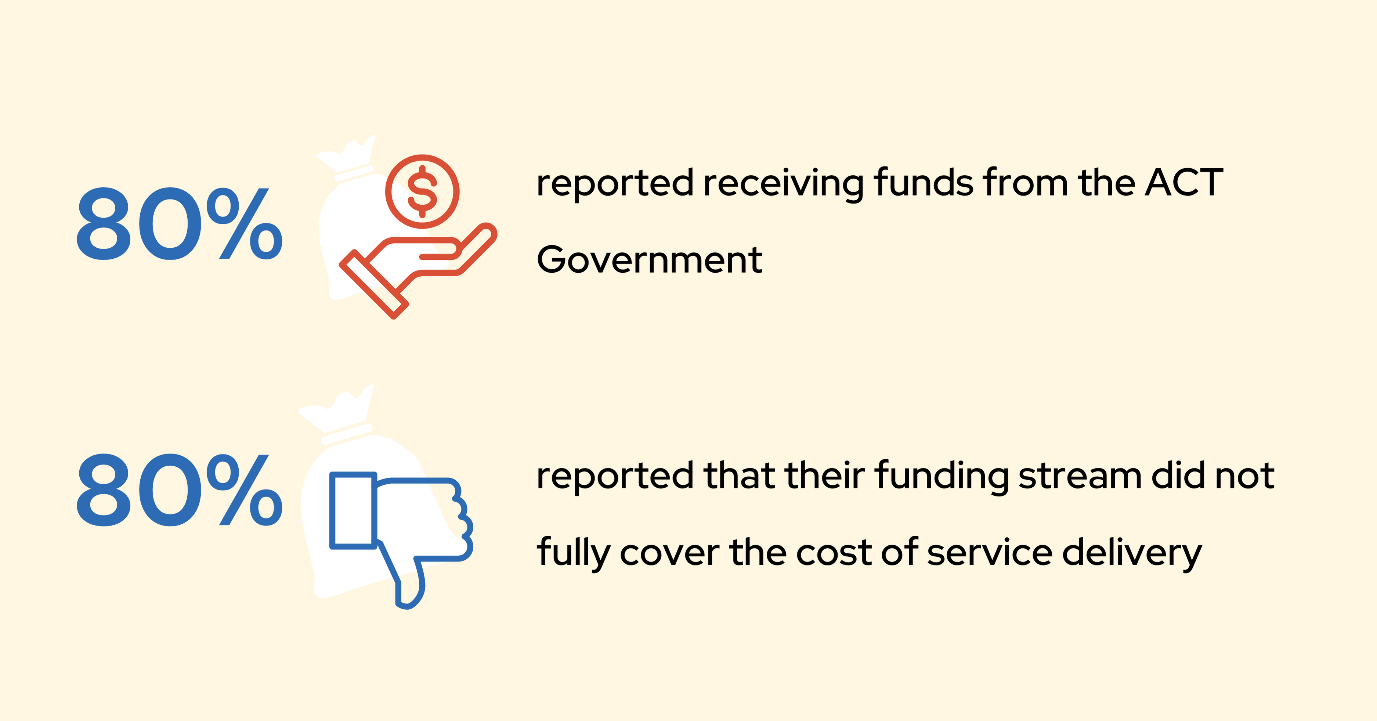 80%
reported receiving funds from the ACT
Government
80%
reported that their funding stream did not
fully cover the cost of service delivery